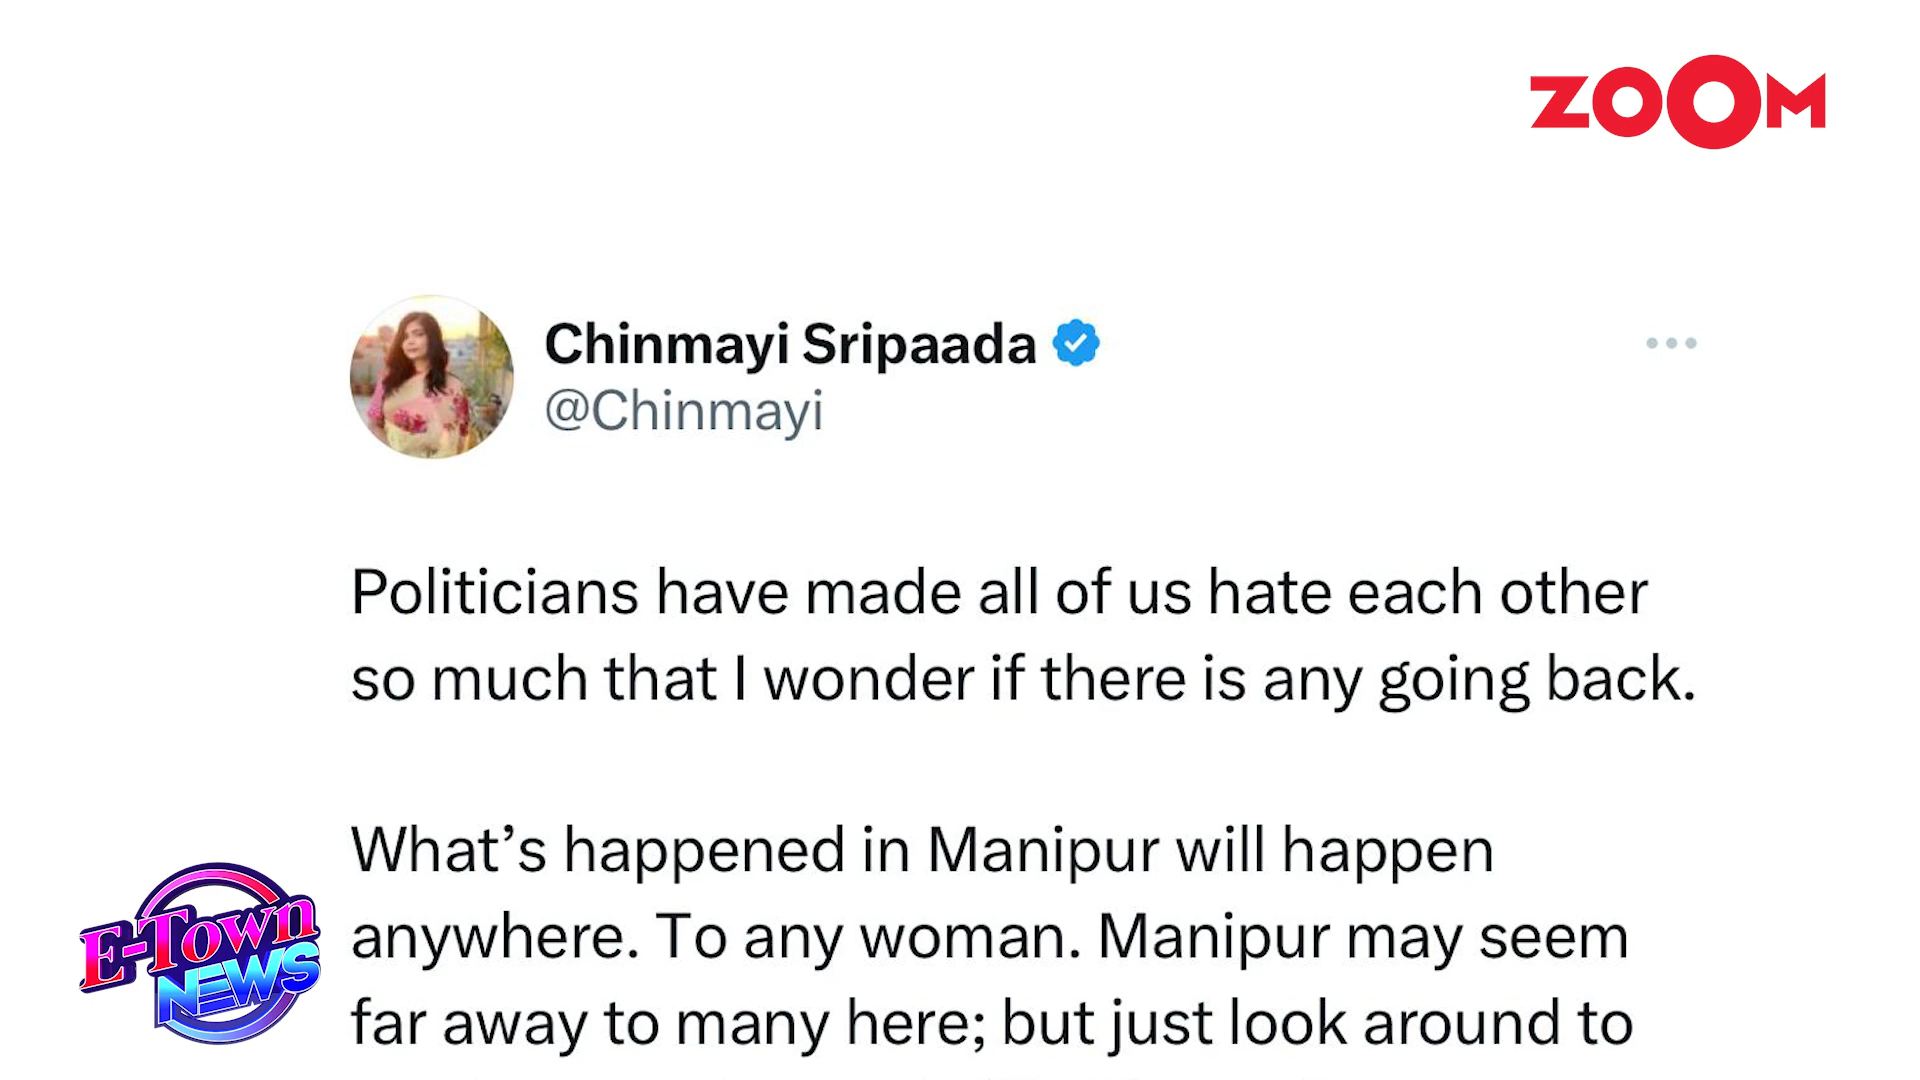 ZOOM
Chinmayi Sripaada
@Chinmayi
Politicians have made all of us hate each other
so much that I wonder if there is any going back.
What’s happened in Manipur will happen
anywhere. To any woman. Manipur may seem
far away to many here; but just look around to
E-Town
NEWS